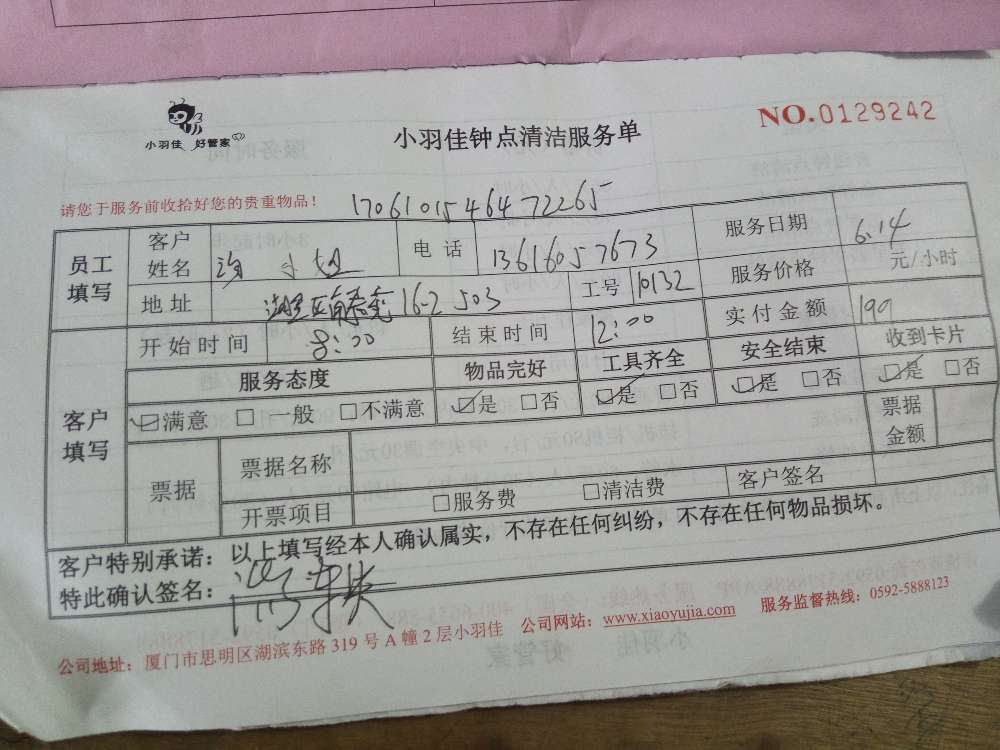 小羽佳 好管家
小羽佳钟点清洁服务单
NO.0129242
请您于服务前收拾好您的贵重物品！
1706101546472265
员工填写 客户姓名 小姐 电话 13616057673 服务日期 6.14
地址 16-2 503 工号 10132 服务价格 元/小时
开始时间 8:00 结束时间 12:00 实付金额 199
客户填写 服务态度 物品完好 工具齐全 安全结束 收到卡片
☑满意 □一般 □不满意 ☑是 □否 ☑是 □否 ☑是 □否 ☑是 □否
票据 票据名称 票据金额
开票项目 □服务费 □清洁费 客户签名
客户特别承诺：以上填写经本人确认属实，不存在任何纠纷，不存在任何物品损坏。
特此确认签名：
公司地址：厦门市思明区湖滨东路319号A幢2层小羽佳 公司网站：www.xiaoyujia.com 服务监督热线：0592-5888123